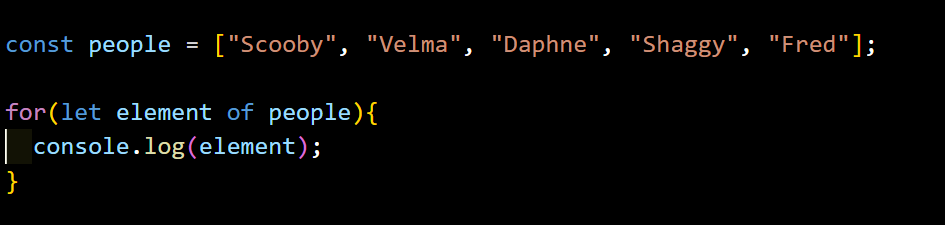 const people = ["Scooby", "Velma", "Daphne", "Shaggy", "Fred"];
for(let element of people){
  console.log(element);
}